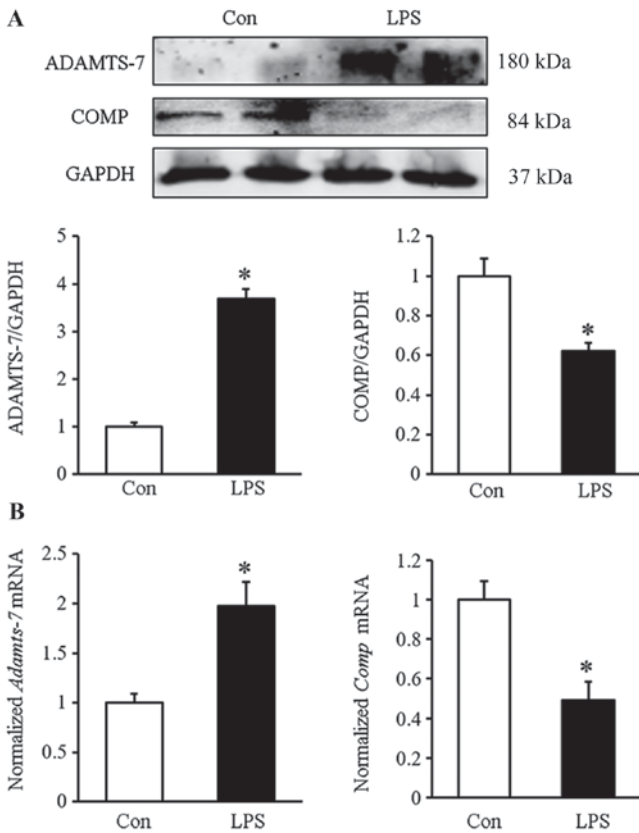 A
Con LPS
ADAMTS-7 180 kDa
COMP 84 kDa
GAPDH 37 kDa
ADAMTS-7/GAPDH
5
4
3
2
1
0
*
Con LPS
COMP/GAPDH
1.2
1
0.8
0.6
0.4
0.2
0
*
Con LPS
B
Normalized Adamts-7 mRNA
2.5
2
1.5
1
0.5
0
*
Con LPS
Normalized Comp mRNA
1.2
1
0.8
0.6
0.4
0.2
0
*
Con LPS